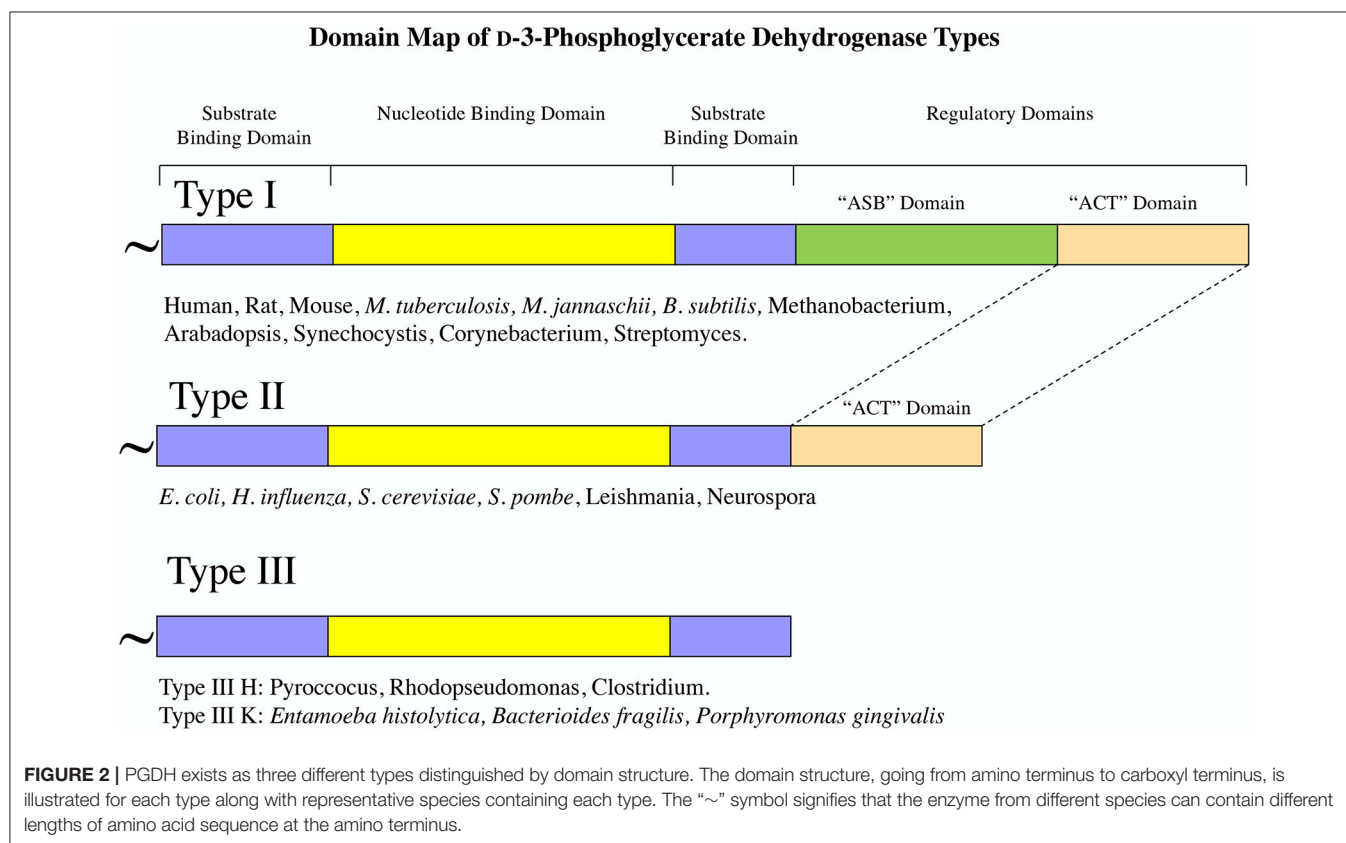 Domain Map of D-3-Phosphoglycerate Dehydrogenase Types
Substrate
Binding Domain
Nucleotide Binding Domain
Substrate
Binding Domain
Regulatory Domains
Type I
“ASB” Domain
“ACT” Domain
~
Human, Rat, Mouse, M. tuberculosis, M. jannaschii, B. subtilis, Methanobacterium,
Arabadopsis, Synechocystis, Corynebacterium, Streptomyces.
Type II
“ACT” Domain
~
E. coli, H. influenza, S. cerevisiae, S. pombe, Leishmania, Neurospora
Type III
~
Type III H: Pyroccocus, Rhodopseudomonas, Clostridium.
Type III K: Entamoeba histolytica, Bacterioides fragilis, Porphyromonas gingivalis
FIGURE 2 | PGDH exists as three different types distinguished by domain structure. The domain structure, going from amino terminus to carboxyl terminus, is
illustrated for each type along with representative species containing each type. The “~” symbol signifies that the enzyme from different species can contain different
lengths of amino acid sequence at the amino terminus.